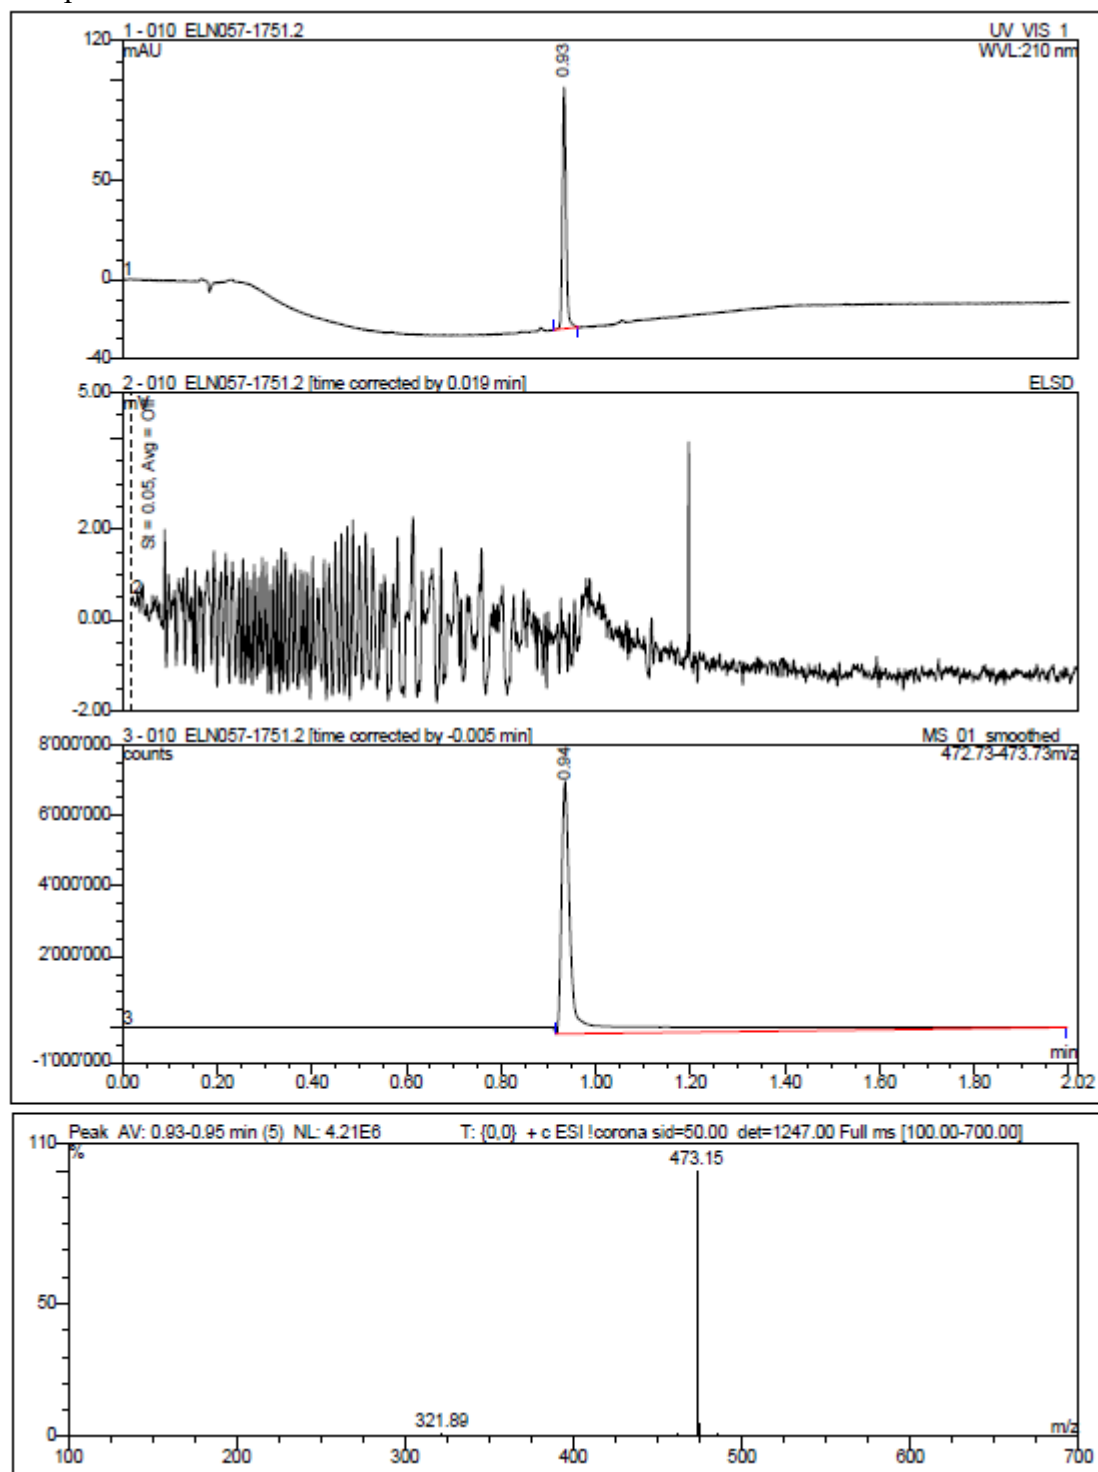 1 - 010 ELN057-1751.2 UV_VIS_1
mAU WVL:210 nm
120
50
0
-40
0.93
1
2 - 010 ELN057-1751.2 [time corrected by 0.019 min] ELSD
mV
5.00
2.00
0.00
-2.00
SI = 0.05, Avg = Off
2
3 - 010 ELN057-1751.2 [time corrected by -0.005 min] MS_01_smoothed
counts 472.73-473.73m/z
8'000'000
6'000'000
4'000'000
2'000'000
-1'000'000
0.94
3
min
0.00 0.20 0.40 0.60 0.80 1.00 1.20 1.40 1.60 1.80 2.02
Peak AV: 0.93-0.95 min (5) NL: 4.21E6 T: {0,0} + c ESI !corona sid=50.00 det=1247.00 Full ms [100.00-700.00]
110
%
473.15
50
321.89
0
m/z
100 200 300 400 500 600 700